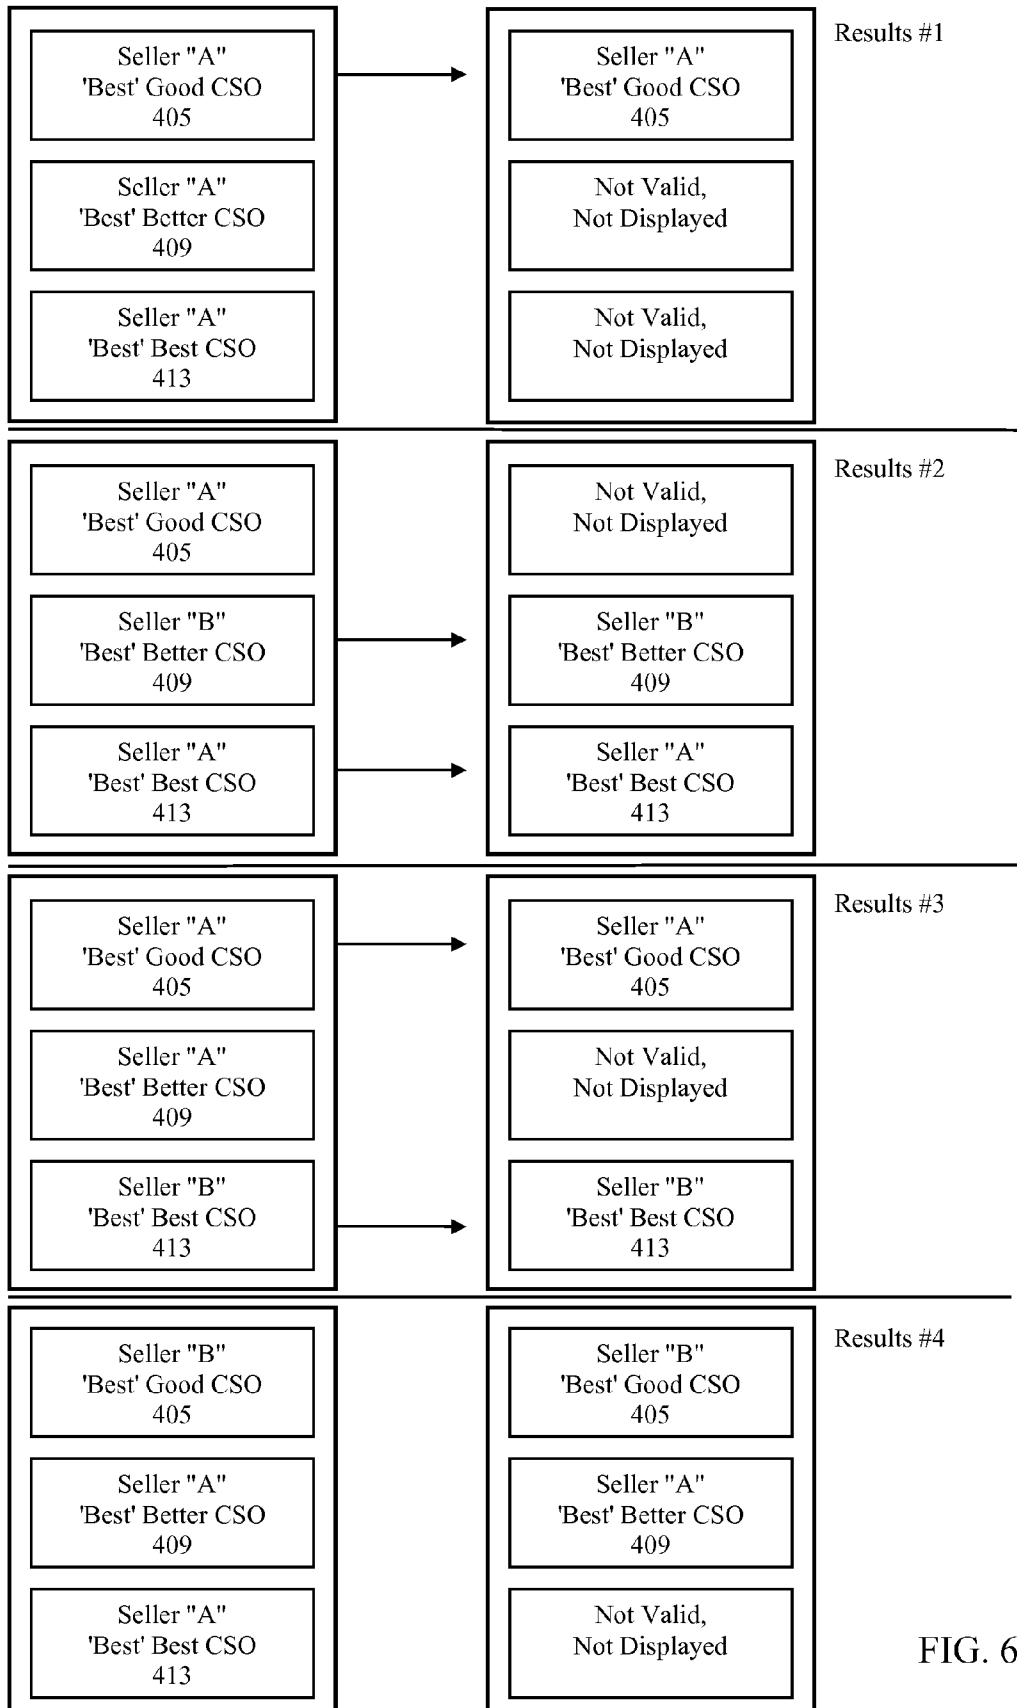 Results #1
Seller "A"
'Best' Good CSO
405
Seller "A"
'Best' Better CSO
409
Seller "A"
'Best' Best CSO
413
Seller "A"
'Best' Good CSO
405
Not Valid,
Not Displayed
Not Valid,
Not Displayed
Results #2
Seller "A"
'Best' Good CSO
405
Seller "B"
'Best' Better CSO
409
Seller "A"
'Best' Best CSO
413
Not Valid,
Not Displayed
Seller "B"
'Best' Better CSO
409
Seller "A"
'Best' Best CSO
413
Results #3
Seller "A"
'Best' Good CSO
405
Seller "A"
'Best' Better CSO
409
Seller "B"
'Best' Best CSO
413
Seller "A"
'Best' Good CSO
405
Not Valid,
Not Displayed
Seller "B"
'Best' Best CSO
413
Results #4
Seller "B"
'Best' Good CSO
405
Seller "A"
'Best' Better CSO
409
Seller "A"
'Best' Best CSO
413
Seller "B"
'Best' Good CSO
405
Seller "A"
'Best' Better CSO
409
Not Valid,
Not Displayed
FIG. 6